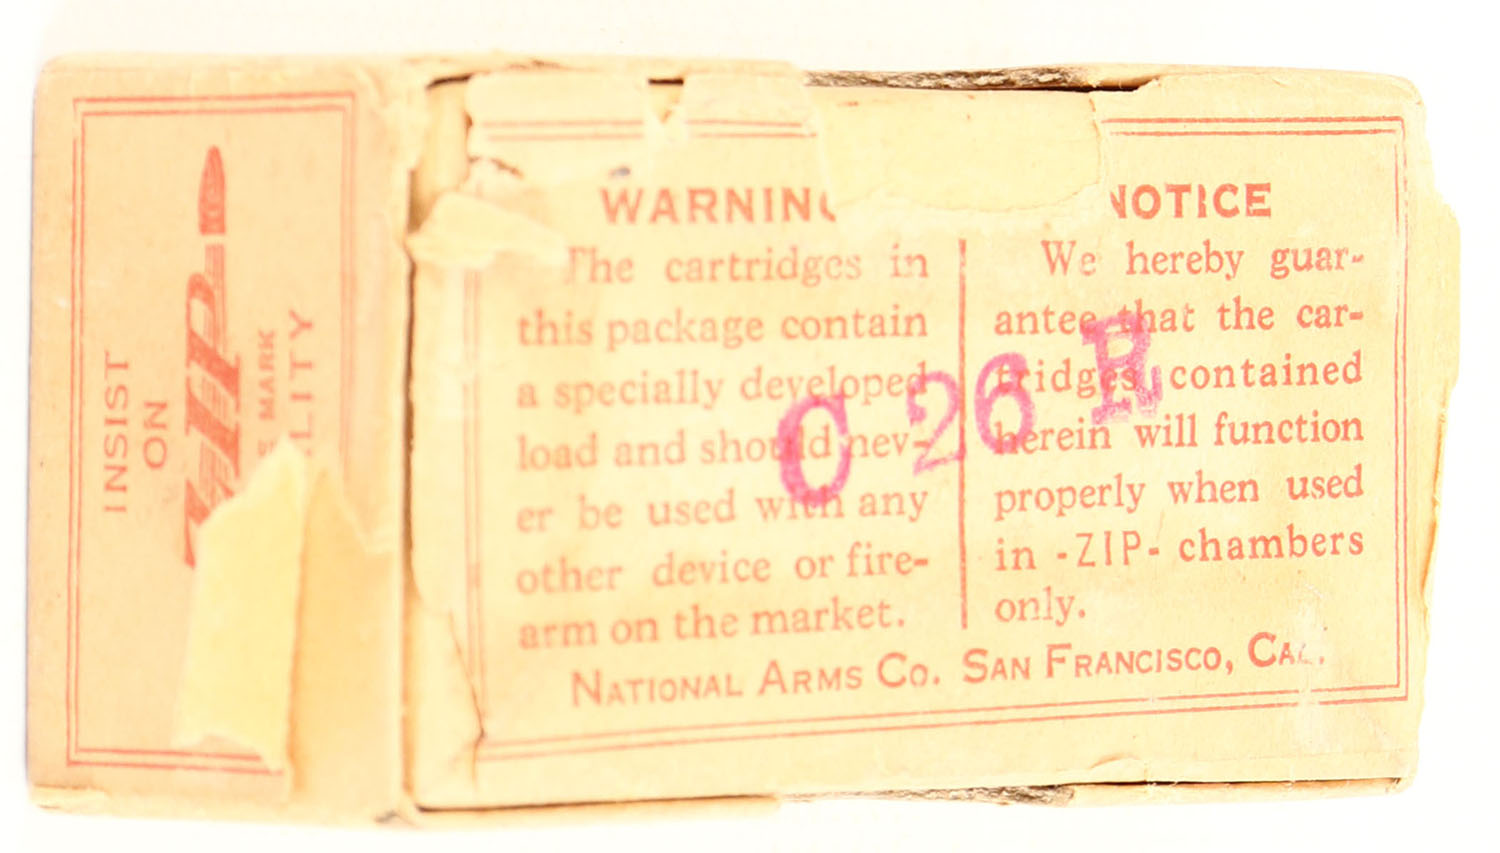 INSIST
ON
ZIP
MARK
WARNING
The cartridges in
this package contain
a specially developed
load and should nev-
er be used with any
other device or fire-
arm on the market.
NOTICE
We hereby guar-
antee that the car-
tridges contained
herein will function
properly when used
in -ZIP- chambers
only.
NATIONAL ARMS CO. SAN FRANCISCO, CAL.
C 26 R